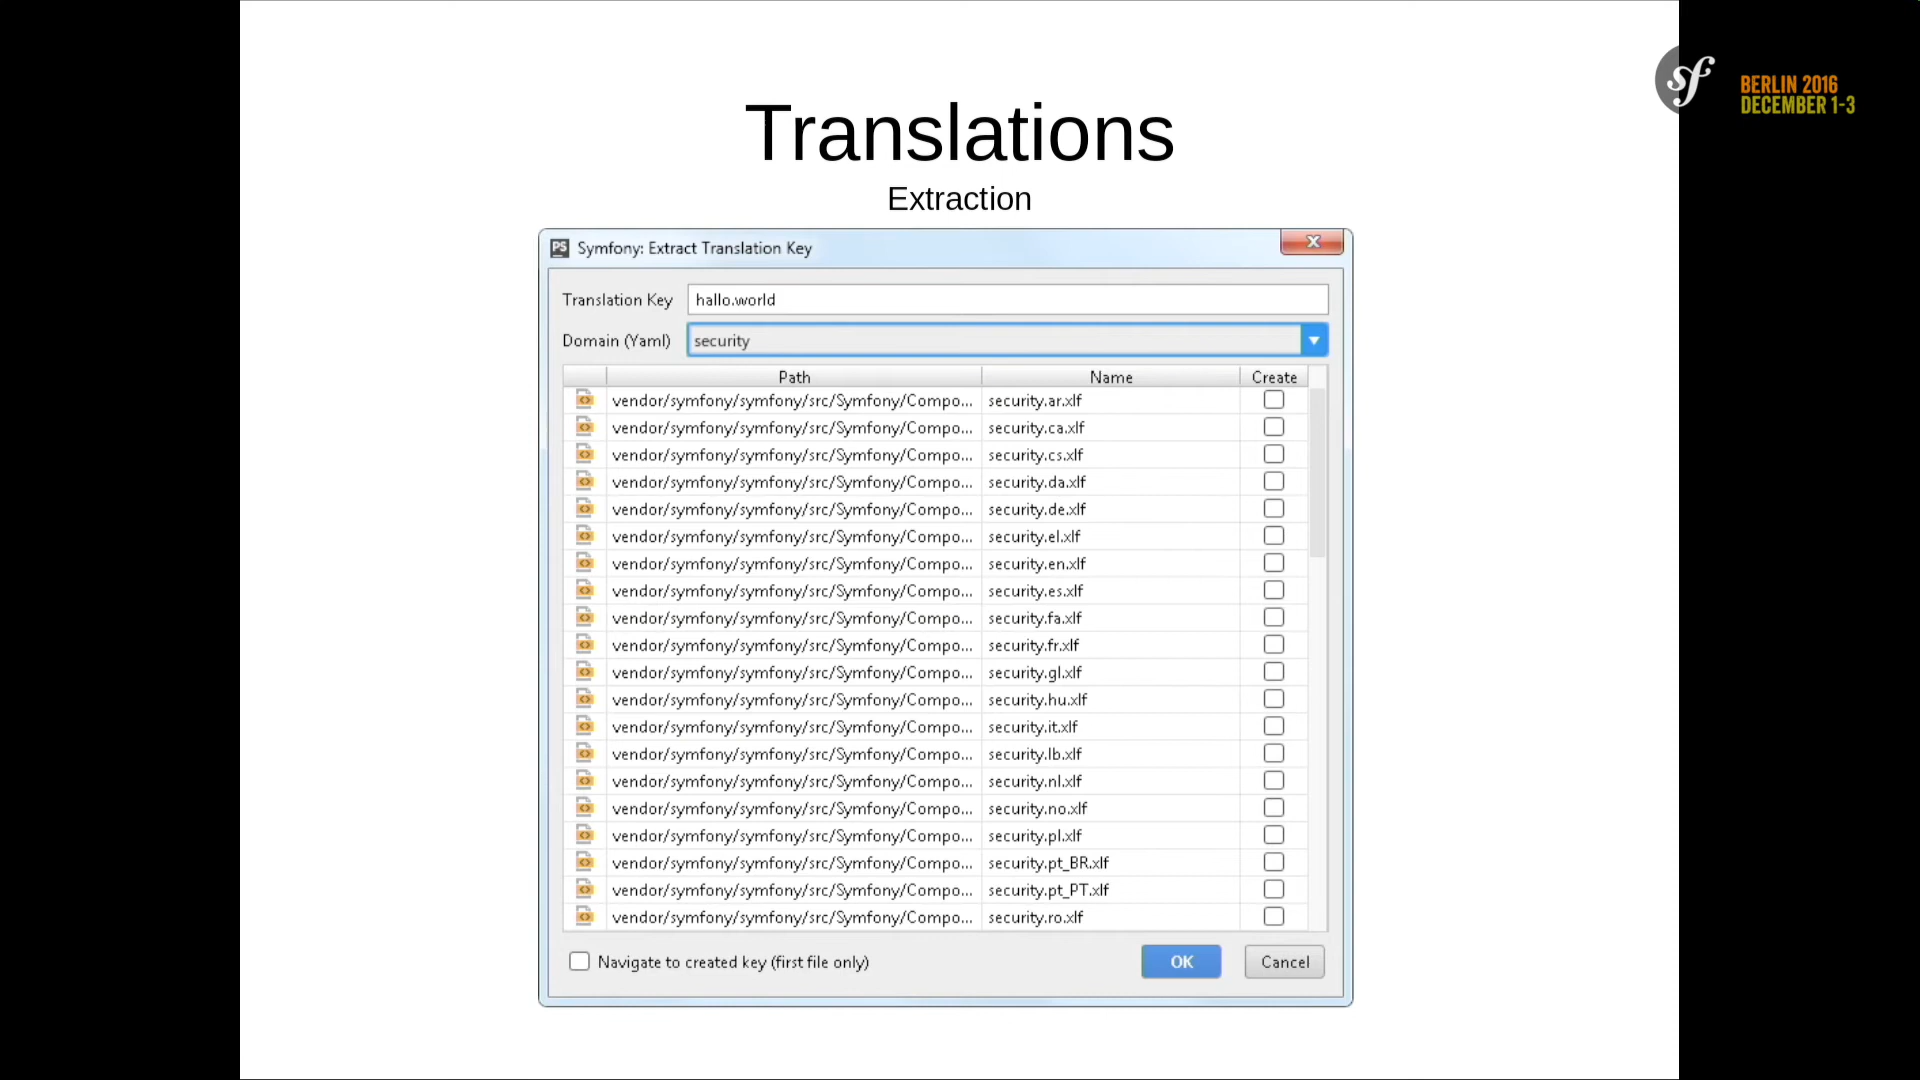 Translations
Extraction
sf
BERLIN 2016
DECEMBER 1-3
PS Symfony: Extract Translation Key
Translation Key hallo.world
Domain (Yaml) security
Path Name Create
vendor/symfony/symfony/src/Symfony/Compo... security.ar.xlf
vendor/symfony/symfony/src/Symfony/Compo... security.ca.xlf
vendor/symfony/symfony/src/Symfony/Compo... security.cs.xlf
vendor/symfony/symfony/src/Symfony/Compo... security.da.xlf
vendor/symfony/symfony/src/Symfony/Compo... security.de.xlf
vendor/symfony/symfony/src/Symfony/Compo... security.el.xlf
vendor/symfony/symfony/src/Symfony/Compo... security.en.xlf
vendor/symfony/symfony/src/Symfony/Compo... security.es.xlf
vendor/symfony/symfony/src/Symfony/Compo... security.fa.xlf
vendor/symfony/symfony/src/Symfony/Compo... security.fr.xlf
vendor/symfony/symfony/src/Symfony/Compo... security.gl.xlf
vendor/symfony/symfony/src/Symfony/Compo... security.hu.xlf
vendor/symfony/symfony/src/Symfony/Compo... security.it.xlf
vendor/symfony/symfony/src/Symfony/Compo... security.lb.xlf
vendor/symfony/symfony/src/Symfony/Compo... security.nl.xlf
vendor/symfony/symfony/src/Symfony/Compo... security.no.xlf
vendor/symfony/symfony/src/Symfony/Compo... security.pl.xlf
vendor/symfony/symfony/src/Symfony/Compo... security.pt_BR.xlf
vendor/symfony/symfony/src/Symfony/Compo... security.pt_PT.xlf
vendor/symfony/symfony/src/Symfony/Compo... security.ro.xlf
Navigate to created key (first file only) OK Cancel